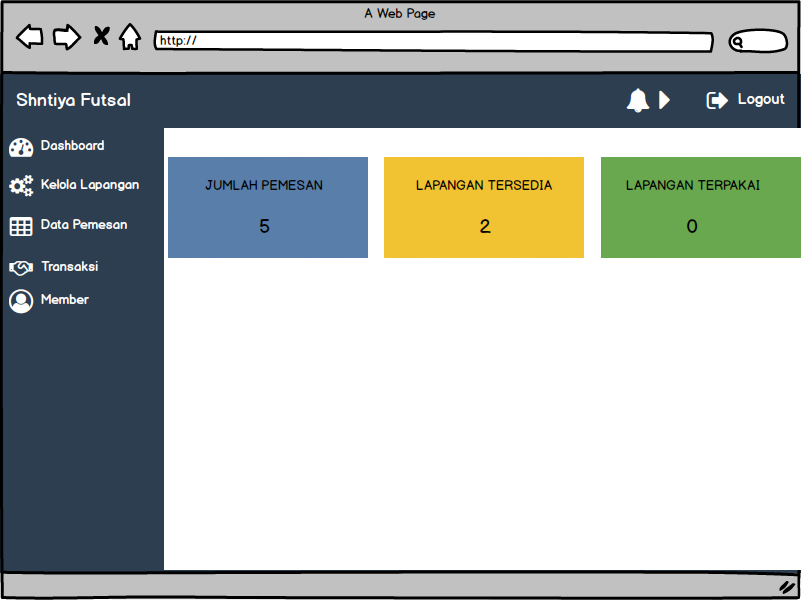 A Web Page
http://
Shntiya Futsal
Logout
Dashboard
Kelola Lapangan
Data Pemesan
Transaksi
Member
JUMLAH PEMESAN
5
LAPANGAN TERSEDIA
2
LAPANGAN TERPAKAI
0